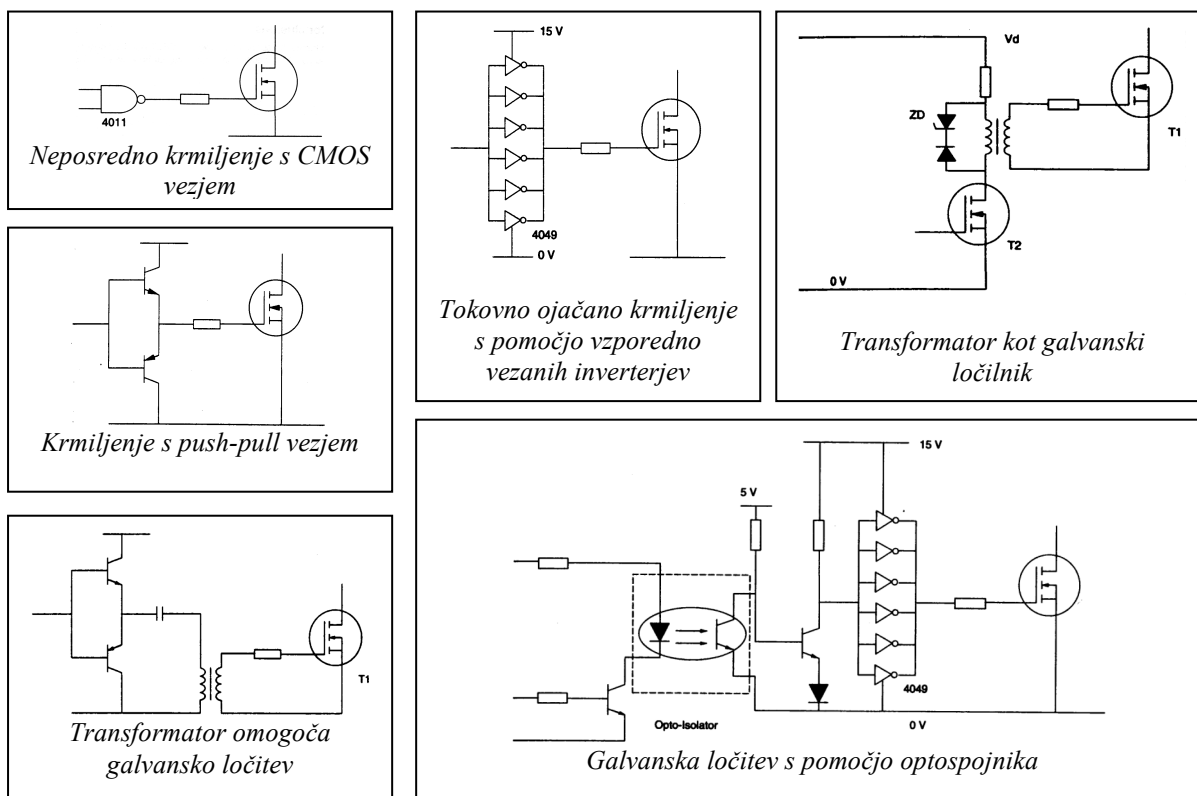 4011
Neposredno krmiljenje s CMOS
vezjem
Krmiljenje s push-pull vezjem
T1
Transformator omogoča
galvansko ločitev
15 V
4049
0 V
Tokovno ojačano krmiljenje
s pomočjo vzporedno
vezanih inverterjev
Vd
ZD
T1
T2
0 V
Transformator kot galvanski
ločilnik
15 V
5 V
4049
Opto-Isolator
0 V
Galvanska ločitev s pomočjo optospojnika